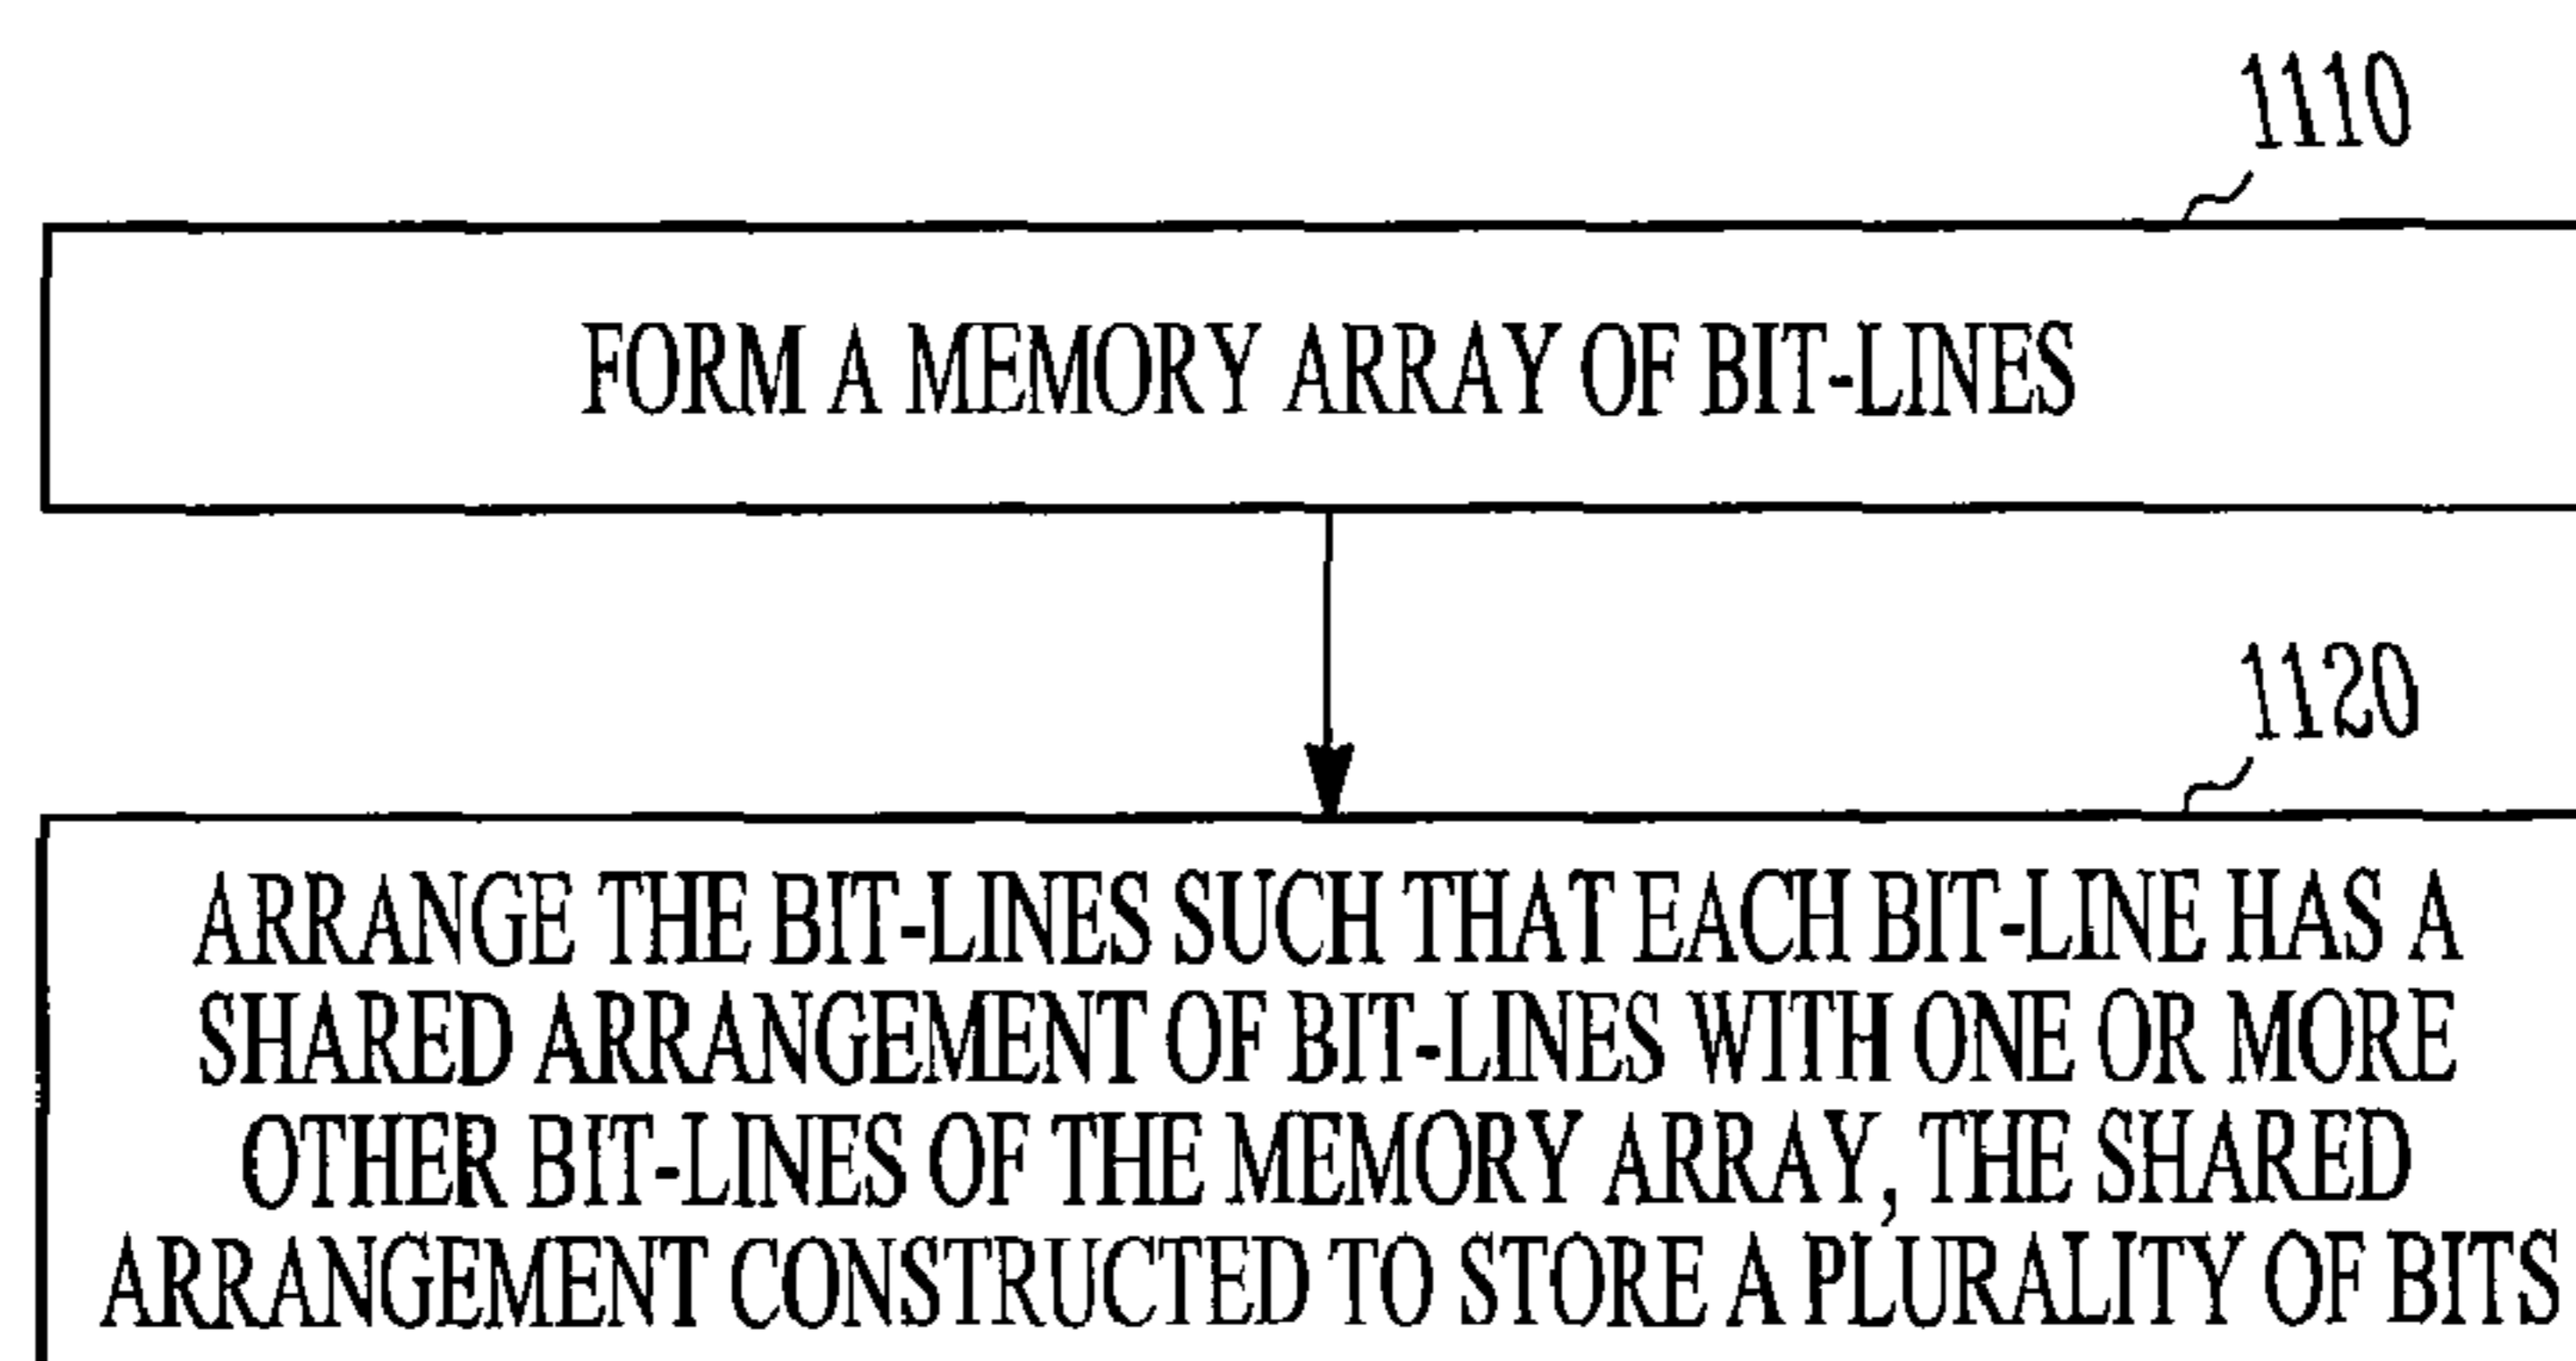 1110
FORM A MEMORY ARRAY OF BIT-LINES
1120
ARRANGE THE BIT-LINES SUCH THAT EACH BIT-LINE HAS A
SHARED ARRANGEMENT OF BIT-LINES WITH ONE OR MORE
OTHER BIT-LINES OF THE MEMORY ARRAY, THE SHARED
ARRANGEMENT CONSTRUCTED TO STORE A PLURALITY OF BITS